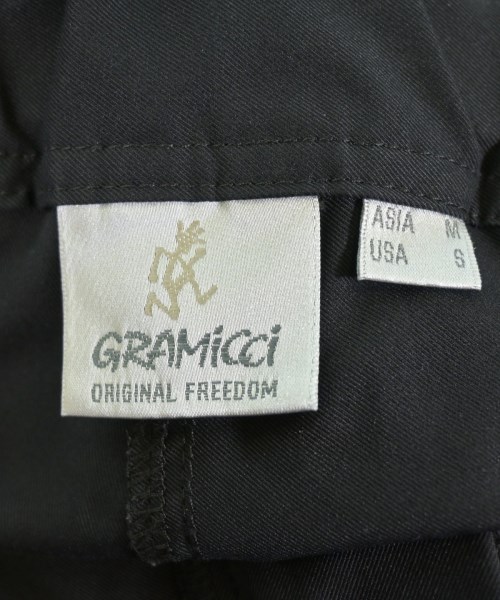 GRAMiCCi
ORIGINAL FREEDOM
ASIA M
USA S